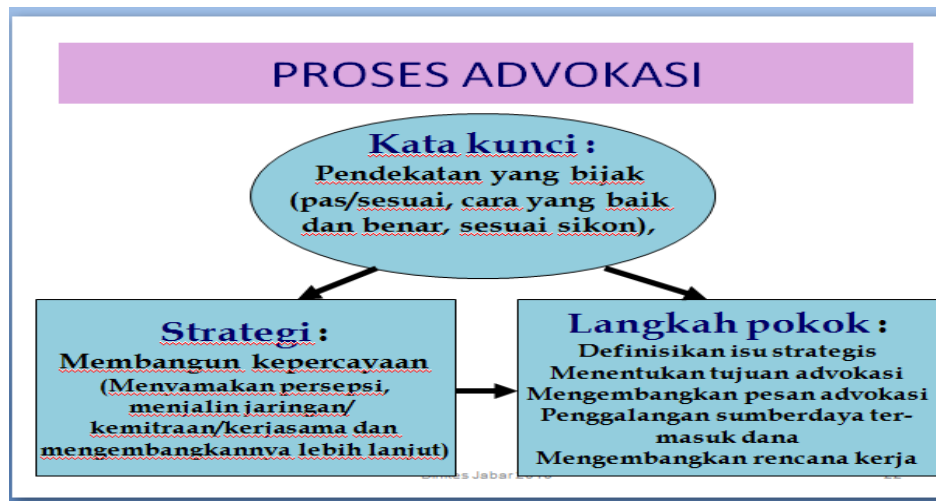 PROSES ADVOKASI
Kata kunci :
Pendekatan yang bijak
(pas/sesuai, cara yang baik
dan benar, sesuai sikon),
Strategi :
Membangun kepercayaan
(Menyamakan persepsi,
menjalin jaringan/
kemitraan/kerjasama dan
mengembangkannya lebih lanjut)
Langkah pokok :
Definisikan isu strategis
Menentukan tujuan advokasi
Mengembangkan pesan advokasi
Penggalangan sumberdaya ter-
masuk dana
Mengembangkan rencana kerja
Jabar